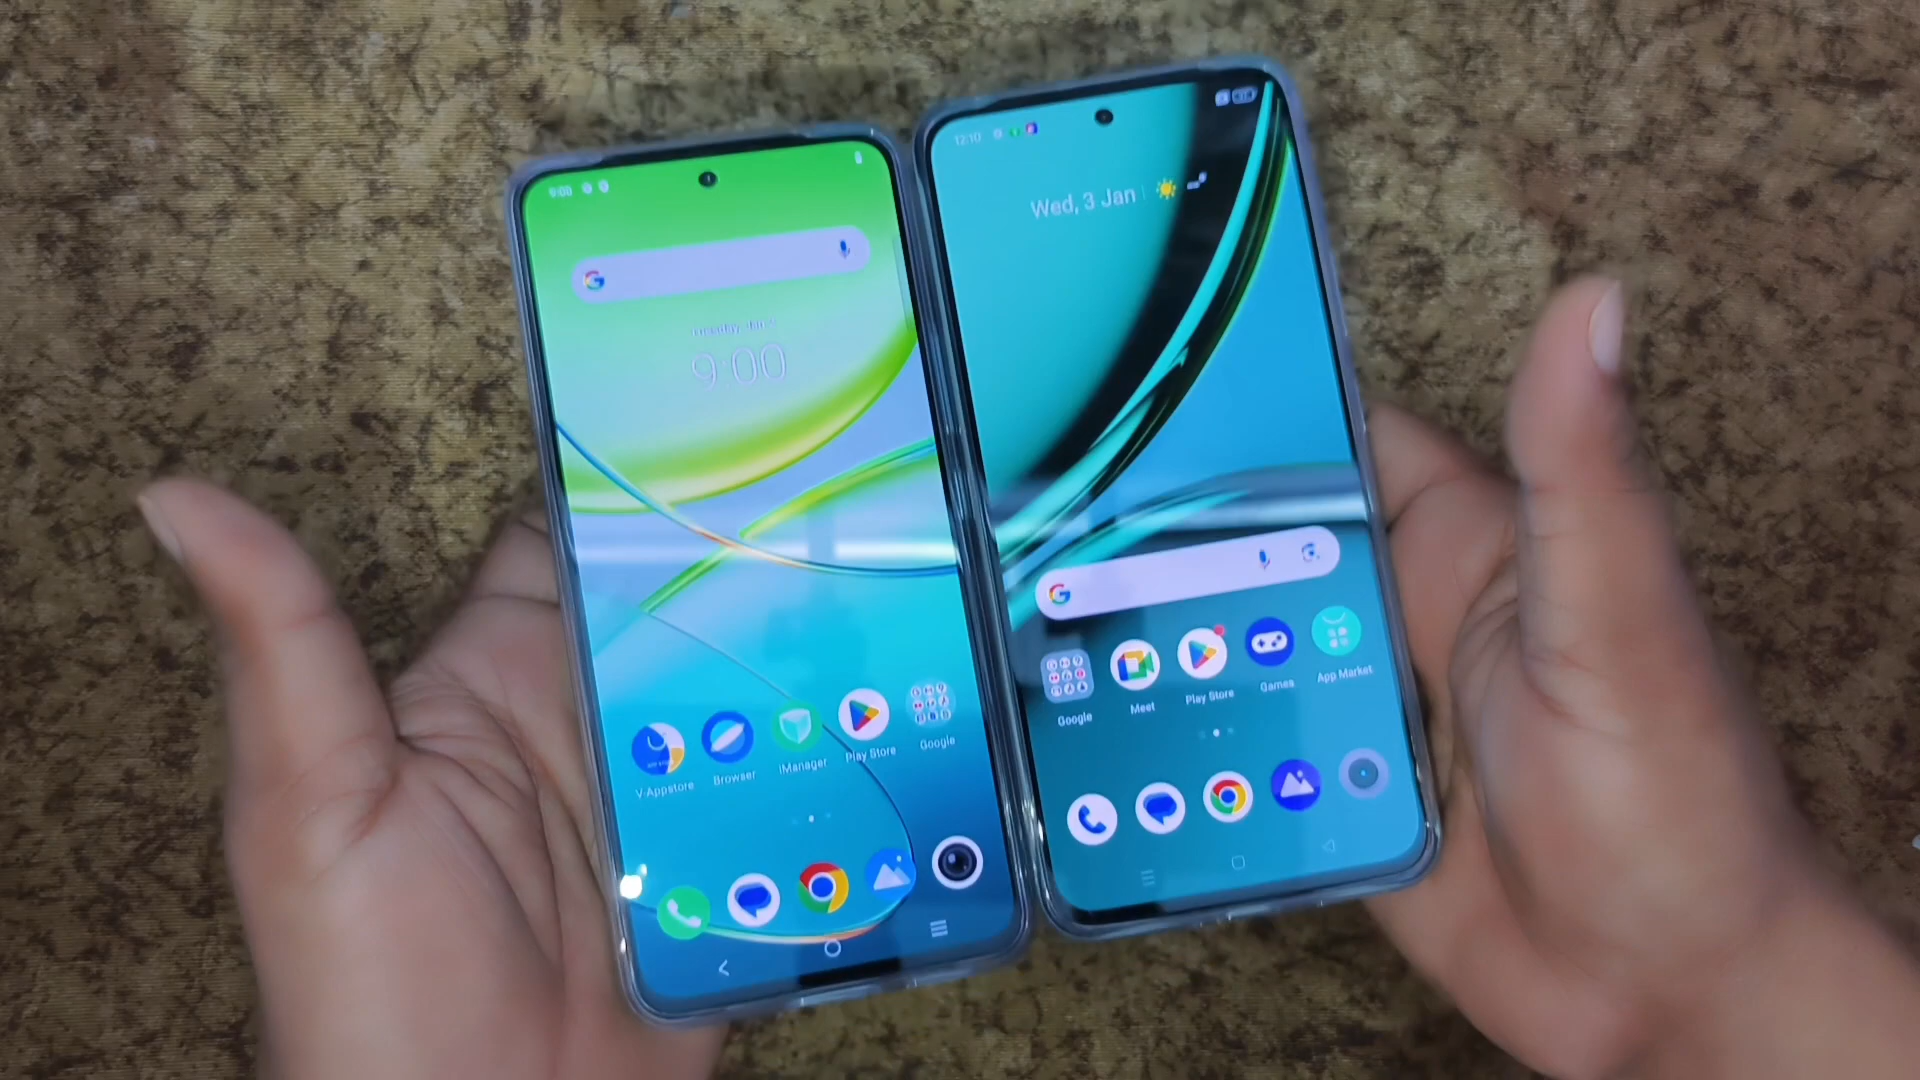 9:00
9:00
V-Appstore
Browser
iManager
Play Store
Google
12:10
Wed, 3 Jan
Google
Meet
Play Store
Games
App Market